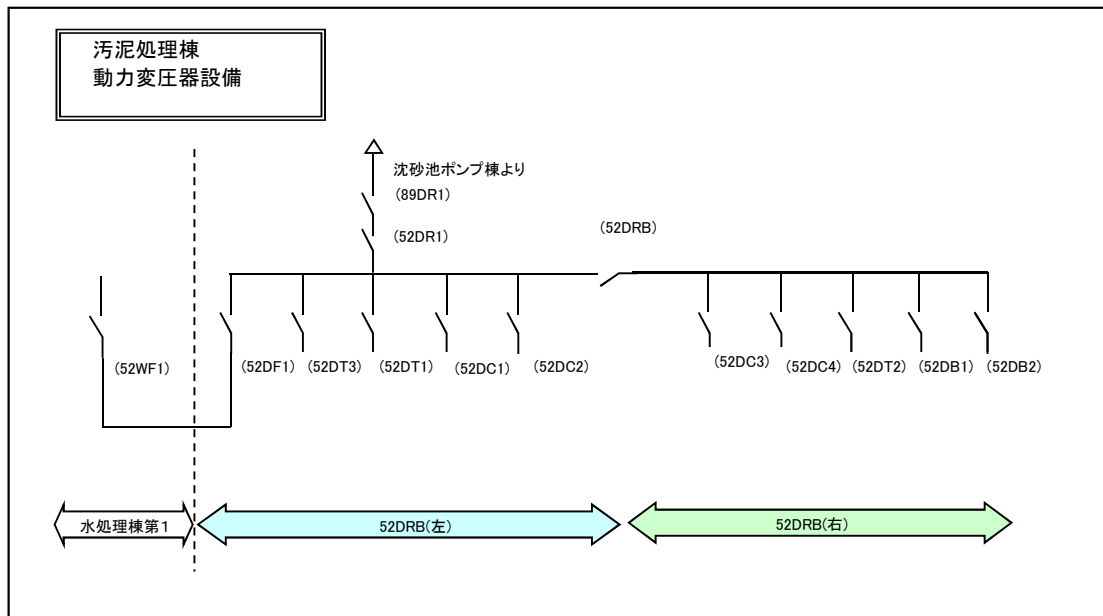 汚泥処理棟
動力変圧器設備
沈砂池ポンプ棟より
(89DR1)
(52DR1)
(52DRB)
(52WF1)
(52DF1)
(52DT3)
(52DT1)
(52DC1)
(52DC2)
(52DC3)
(52DC4)
(52DT2)
(52DB1)
(52DB2)
水処理棟第1
52DRB(左)
52DRB(右)